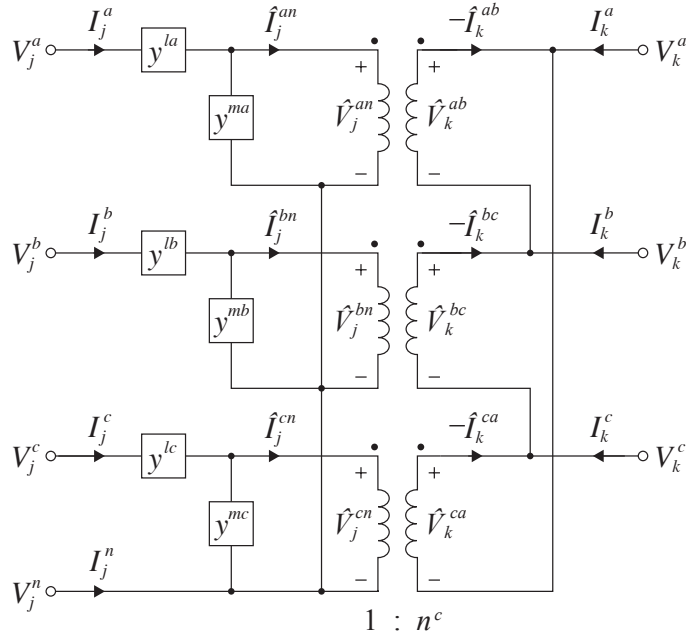 I_j^a Î_j^{an} −Î_k^{ab} I_k^a
V_j^a y^{la} V_k^a
+ +
y^{ma} V̂_j^{an} V̂_k^{ab}
− −
I_j^b Î_j^{bn} −Î_k^{bc} I_k^b
V_j^b y^{lb} V_k^b
+ +
y^{mb} V̂_j^{bn} V̂_k^{bc}
− −
I_j^c Î_j^{cn} −Î_k^{ca} I_k^c
V_j^c y^{lc} V_k^c
+ +
y^{mc} V̂_j^{cn} V̂_k^{ca}
I_j^n − −
V_j^n
1 : n^c